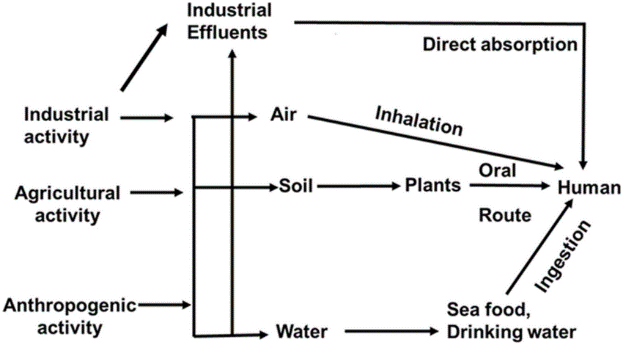 Industrial
Effluents
Direct absorption
Industrial
activity
Air
Inhalation
Agricultural
activity
Soil
Plants
Oral
Route
Human
Anthropogenic
activity
Water
Sea food,
Drinking water
Ingestion